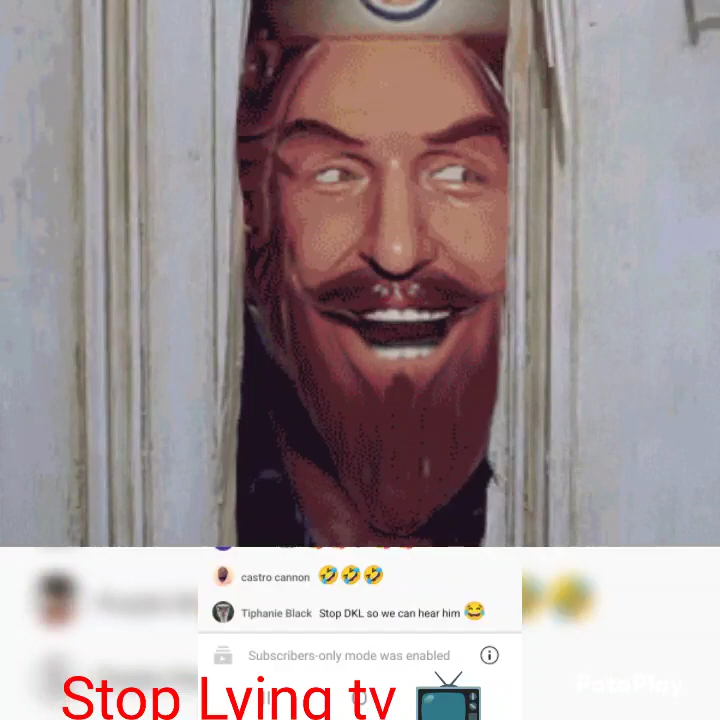 castro cannon 🤣🤣🤣
Tiphanie Black Stop DKL so we can hear him 😂
Subscribers-only mode was enabled
Stop Lying tv
PotoPlay